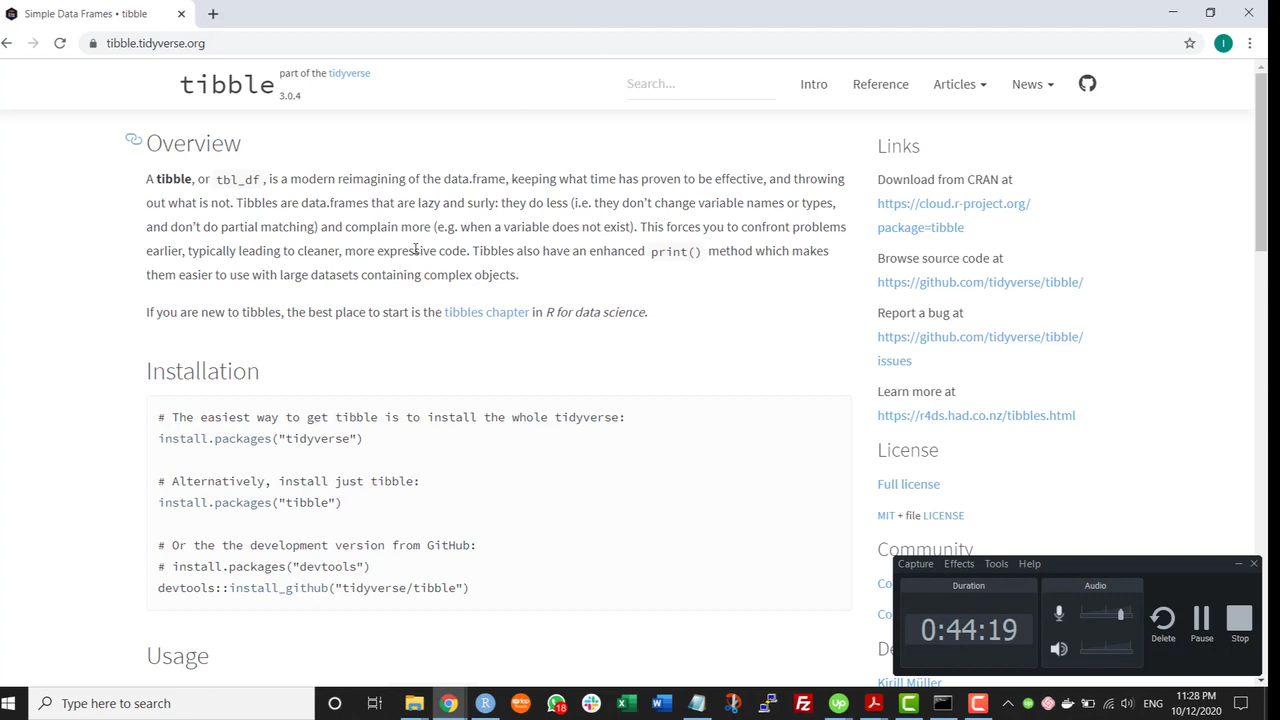 Simple Data Frames • tibble
tibble.tidyverse.org
tibble
part of the tidyverse
3.0.4
Search...
Intro
Reference
Articles
News
Overview
A tibble, or tbl_df, is a modern reimagining of the data.frame, keeping what time has proven to be effective, and throwing
out what is not. Tibbles are data.frames that are lazy and surly: they do less (i.e. they don't change variable names or types,
and don't do partial matching) and complain more (e.g. when a variable does not exist). This forces you to confront problems
earlier, typically leading to cleaner, more expressive code. Tibbles also have an enhanced print() method which makes
them easier to use with large datasets containing complex objects.
If you are new to tibbles, the best place to start is the tibbles chapter in R for data science.
Installation
# The easiest way to get tibble is to install the whole tidyverse:
install.packages("tidyverse")
# Alternatively, install just tibble:
install.packages("tibble")
# Or the the development version from GitHub:
# install.packages("devtools")
devtools::install_github("tidyverse/tibble")
Usage
Links
Download from CRAN at
https://cloud.r-project.org/
package=tibble
Browse source code at
https://github.com/tidyverse/tibble/
Report a bug at
https://github.com/tidyverse/tibble/
issues
Learn more at
https://r4ds.had.co.nz/tibbles.html
License
Full license
MIT + file LICENSE
Community
Co
Co
De
Kirill Müller
Capture Effects Tools Help
Duration
0:44:19
Audio
Delete
Pause
Stop
Type here to search
18
ENG
11:28 PM
10/12/2020